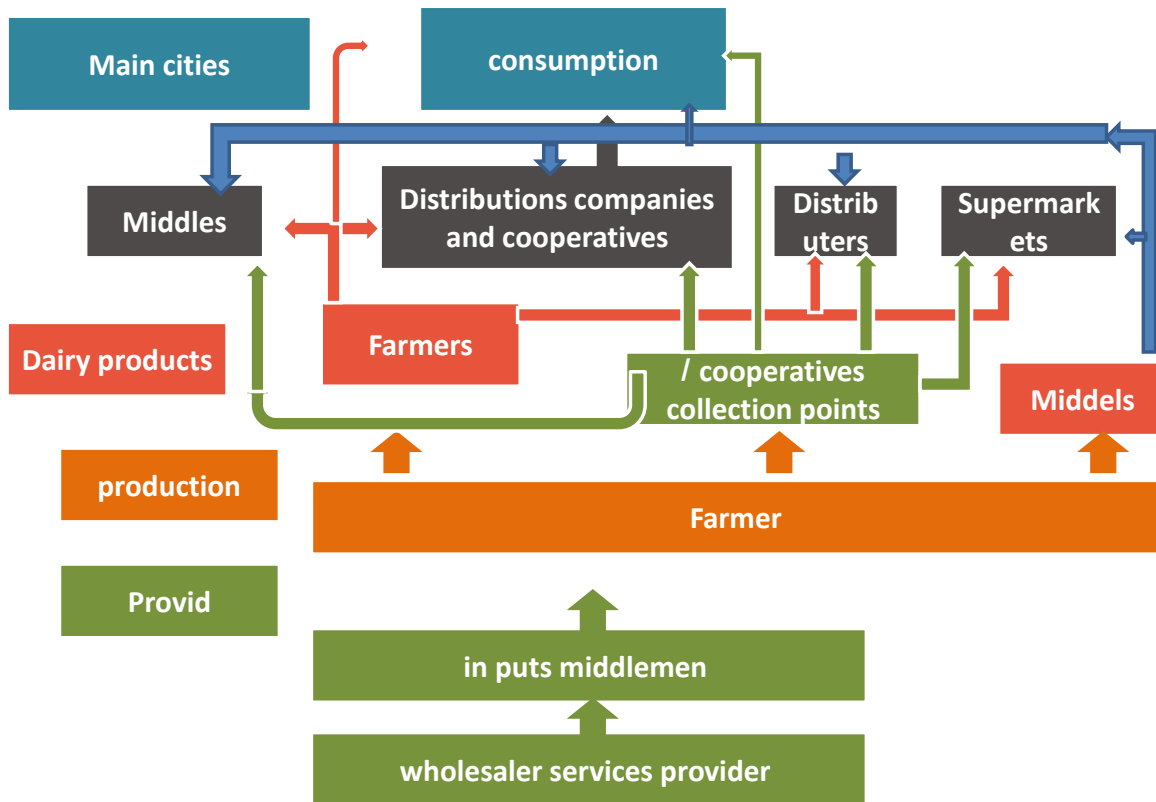 Main cities
consumption
Middles
Distributions companies
and cooperatives
Distrib
uters
Supermark
ets
Dairy products
Farmers
/ cooperatives
collection points
Middels
production
Farmer
Provid
in puts middlemen
wholesaler services provider